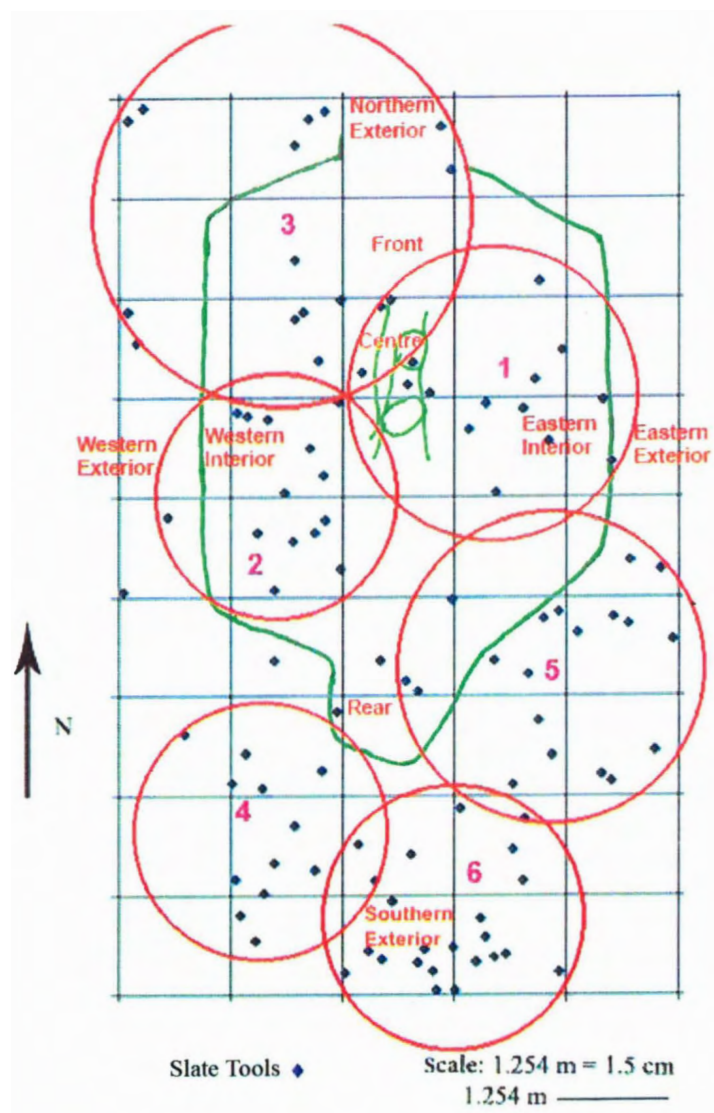 Northern
Exterior
3
Front
Centre
1
Western
Exterior
Western
Interior
Eastern
Interior
Eastern
Exterior
2
5
Rear
N
4
6
Southern
Exterior
Slate Tools
Scale: 1.254 m = 1.5 cm
1.254 m